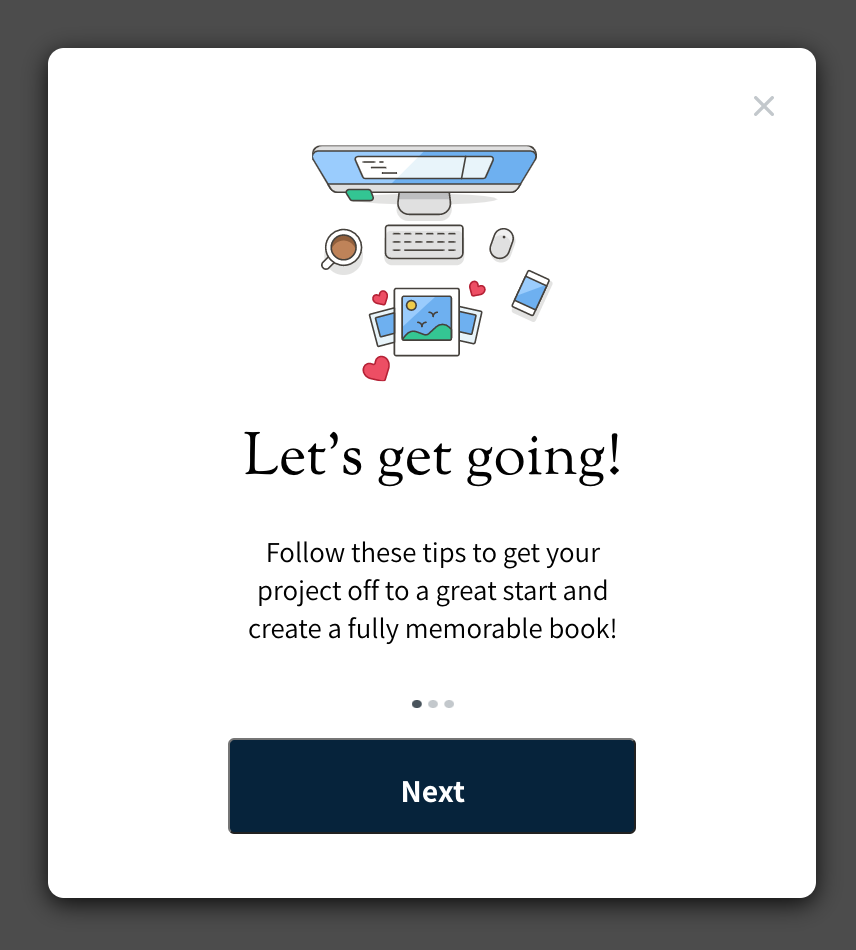 Let’s get going!
Follow these tips to get your
project off to a great start and
create a fully memorable book!
Next